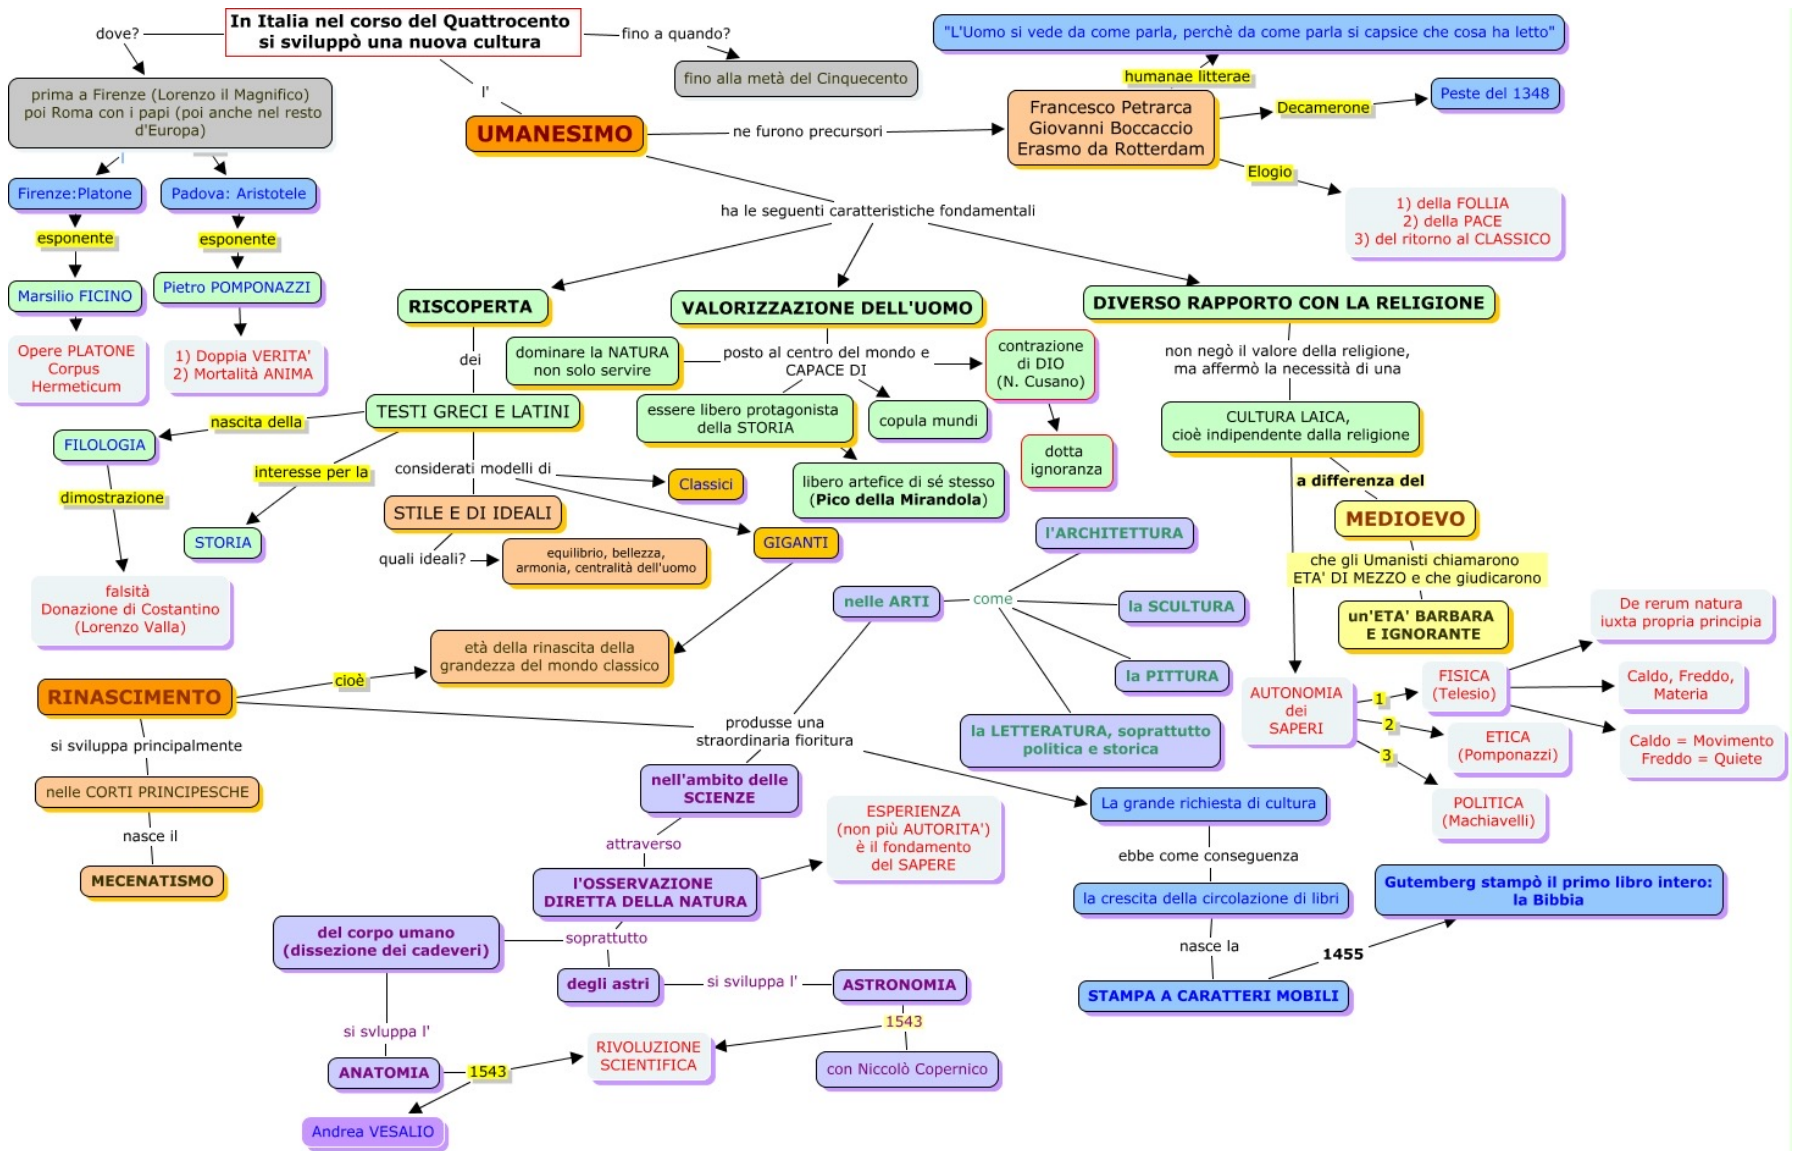 In Italia nel corso del Quattrocento
si sviluppò una nuova cultura
dove?
fino a quando?
fino alla metà del Cinquecento
prima a Firenze (Lorenzo il Magnifico)
poi Roma con i papi (poi anche nel resto
d'Europa)
l'
UMANESIMO
ne furono precursori
Francesco Petrarca
Giovanni Boccaccio
Erasmo da Rotterdam
humanae litterae
"L'Uomo si vede da come parla, perchè da come parla si capsice che cosa ha letto"
Decamerone
Peste del 1348
Elogio
1) della FOLLIA
2) della PACE
3) del ritorno al CLASSICO
Firenze:Platone
esponente
Marsilio FICINO
Opere PLATONE
Corpus
Hermeticum
Padova: Aristotele
esponente
Pietro POMPONAZZI
1) Doppia VERITA'
2) Mortalità ANIMA
ha le seguenti caratteristiche fondamentali
RISCOPERTA
dei
TESTI GRECI E LATINI
nascita della
FILOLOGIA
dimostrazione
falsità
Donazione di Costantino
(Lorenzo Valla)
interesse per la
STORIA
considerati modelli di
Classici
STILE E DI IDEALI
quali ideali?
equilibrio, bellezza,
armonia, centralità dell'uomo
GIGANTI
età della rinascita della
grandezza del mondo classico
VALORIZZAZIONE DELL'UOMO
posto al centro del mondo e
CAPACE DI
dominare la NATURA
non solo servire
essere libero protagonista
della STORIA
copula mundi
libero artefice di sé stesso
(Pico della Mirandola)
contrazione
di DIO
(N. Cusano)
dotta
ignoranza
DIVERSO RAPPORTO CON LA RELIGIONE
non negò il valore della religione,
ma affermò la necessità di una
CULTURA LAICA,
cioè indipendente dalla religione
a differenza del
MEDIOEVO
che gli Umanisti chiamarono
ETA' DI MEZZO e che giudicarono
un'ETA' BARBARA
E IGNORANTE
AUTONOMIA
dei
SAPERI
1
FISICA
(Telesio)
De rerum natura
iuxta propria principia
Caldo, Freddo,
Materia
Caldo = Movimento
Freddo = Quiete
2
ETICA
(Pomponazzi)
3
POLITICA
(Machiavelli)
RINASCIMENTO
cioè
si sviluppa principalmente
nelle CORTI PRINCIPESCHE
nasce il
MECENATISMO
produsse una
straordinaria fioritura
nelle ARTI
come
l'ARCHITETTURA
la SCULTURA
la PITTURA
la LETTERATURA, soprattutto
politica e storica
nell'ambito delle
SCIENZE
attraverso
l'OSSERVAZIONE
DIRETTA DELLA NATURA
ESPERIENZA
(non più AUTORITA')
è il fondamento
del SAPERE
soprattutto
del corpo umano
(dissezione dei cadeveri)
si svluppa l'
ANATOMIA
1543
Andrea VESALIO
RIVOLUZIONE
SCIENTIFICA
degli astri
si sviluppa l'
ASTRONOMIA
1543
con Niccolò Copernico
La grande richiesta di cultura
ebbe come conseguenza
la crescita della circolazione di libri
nasce la
STAMPA A CARATTERI MOBILI
1455
Gutemberg stampò il primo libro intero:
la Bibbia